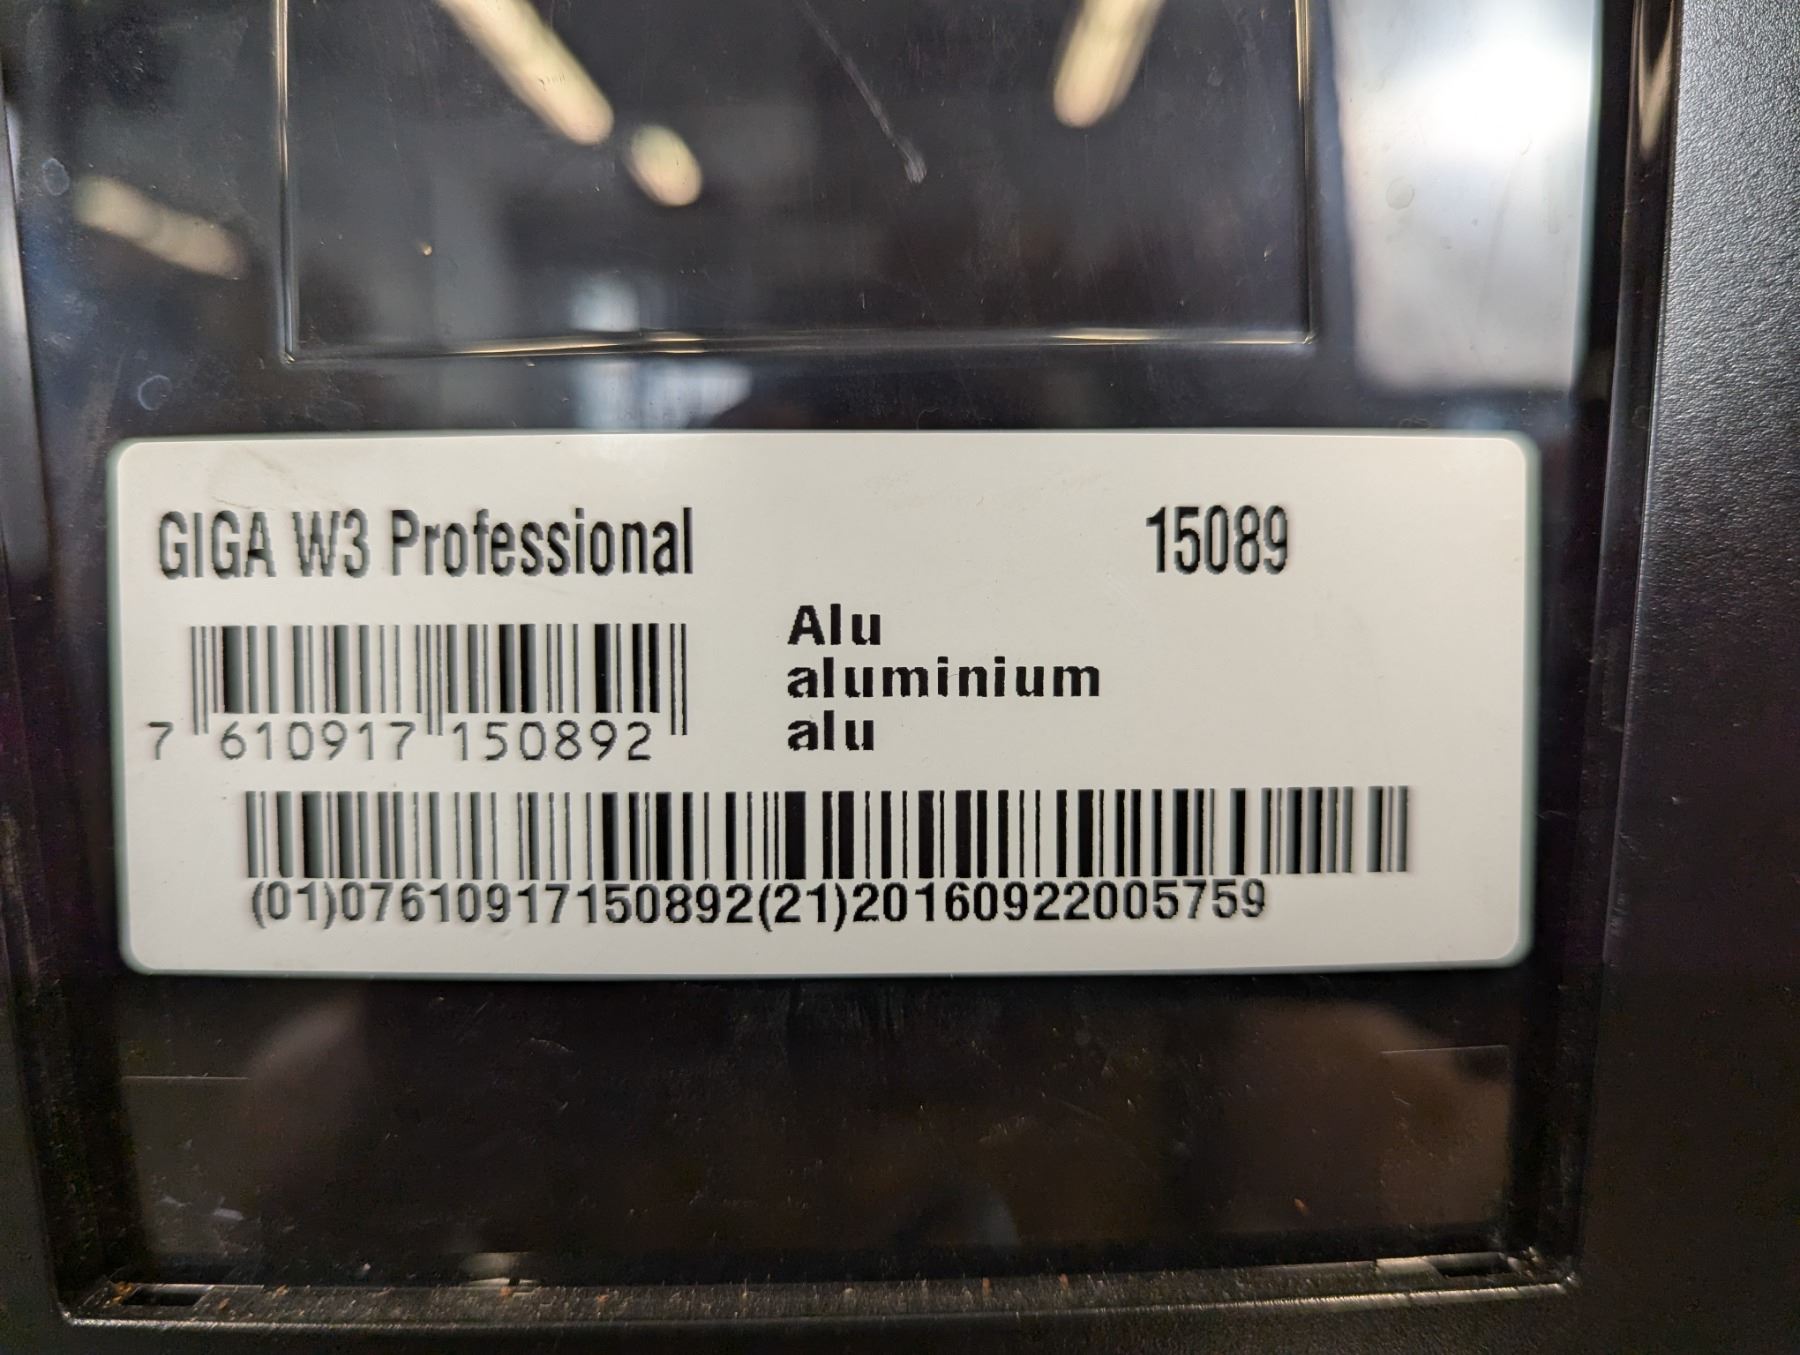 GIGA W3 Professional 15089
Alu
aluminium
alu
7 610917 150892
(01)07610917150892(21)20160922005759